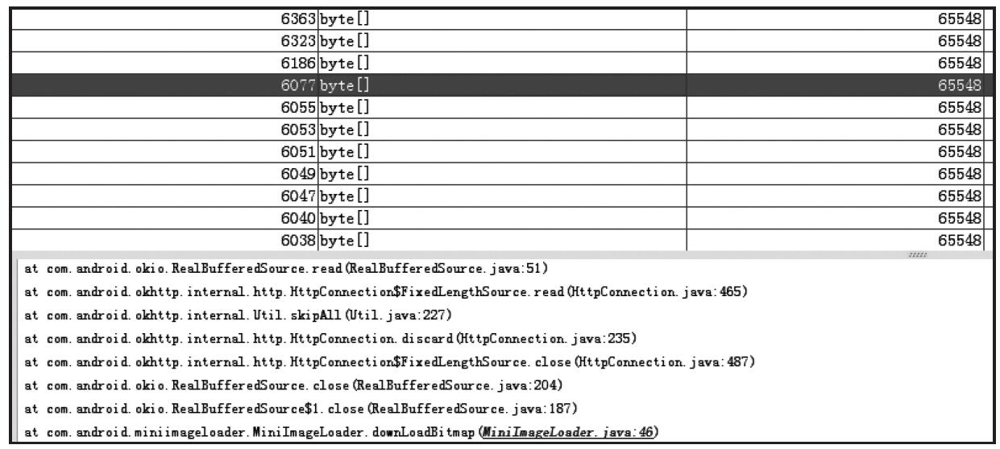 6363 byte[] 65548
6323 byte[] 65548
6186 byte[] 65548
6077 byte[] 65548
6055 byte[] 65548
6053 byte[] 65548
6051 byte[] 65548
6049 byte[] 65548
6047 byte[] 65548
6040 byte[] 65548
6038 byte[] 65548
at com.android.okio.RealBufferedSource.read(RealBufferedSource.java:51)
at com.android.okhttp.internal.http.HttpConnection$FixedLengthSource.read(HttpConnection.java:465)
at com.android.okhttp.internal.Util.skipAll(Util.java:227)
at com.android.okhttp.internal.http.HttpConnection.discard(HttpConnection.java:235)
at com.android.okhttp.internal.http.HttpConnection$FixedLengthSource.close(HttpConnection.java:487)
at com.android.okio.RealBufferedSource.close(RealBufferedSource.java:204)
at com.android.okio.RealBufferedSource$1.close(RealBufferedSource.java:187)
at com.android.miniimageloader.MiniImageLoader.downLoadBitmap(MiniImageLoader.java:46)